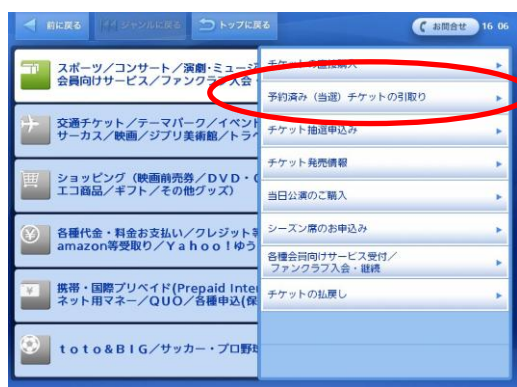 前に戻る
ジャンルに戻る
トップに戻る
お問合せ
16 06
スポーツ／コンサート／演劇・ミュージ
会員向けサービス／ファンクラブ入会・
交通チケット／テーマパーク／イベント
サーカス／映画／ジブリ美術館／トラベ
ショッピング（映画前売券／DVD・C
エコ商品／ギフト／その他グッズ）
各種代金・料金お支払い／クレジット等
amazon等受取り／Yahoo！ゆう
携帯・国際プリペイド(Prepaid Inter
ネット用マネー／QUO／各種申込(保
toto＆BIG／サッカー・プロ野球
チケットの直接購入
予約済み（当選）チケットの引取り
チケット抽選申込み
チケット発売情報
当日公演のご購入
シーズン席のお申込み
各種会員向けサービス受付／
ファンクラブ入会・継続
チケットの払戻し